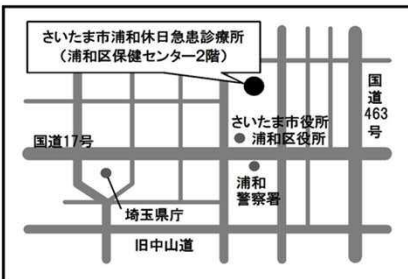 さいたま市浦和休日急患診療所
(浦和区保健センター2階)
国道463号
さいたま市役所
浦和区役所
国道17号
浦和
警察署
埼玉県庁
旧中山道